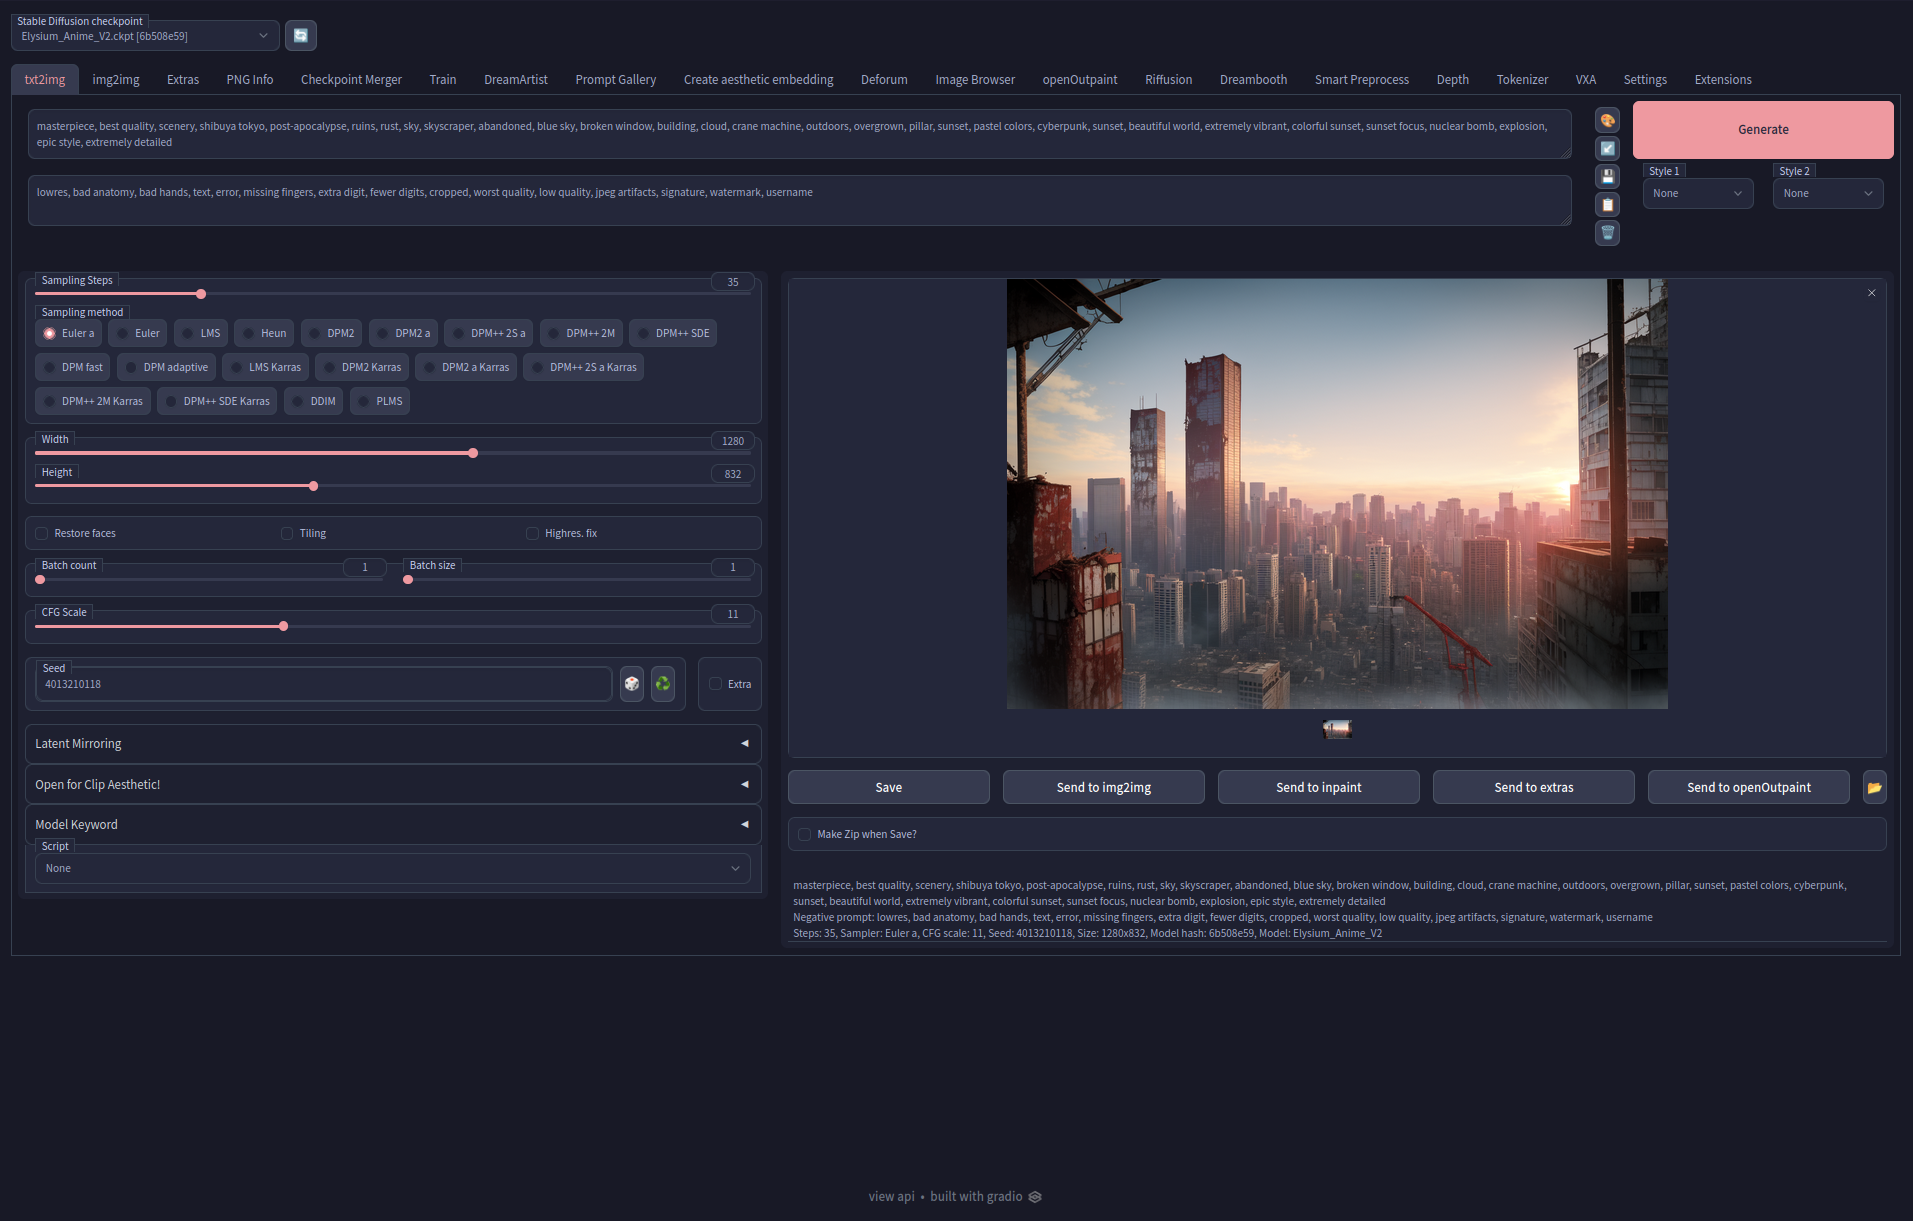 Stable Diffusion checkpoint
Elysium_Anime_V2.ckpt [6b508e59]
txt2img img2img Extras PNG Info Checkpoint Merger Train DreamArtist Prompt Gallery Create aesthetic embedding Deforum Image Browser openOutpaint Riffusion Dreambooth Smart Preprocess Depth Tokenizer VXA Settings Extensions
masterpiece, best quality, scenery, shibuya tokyo, post-apocalypse, ruins, rust, sky, skyscraper, abandoned, blue sky, broken window, building, cloud, crane machine, outdoors, overgrown, pillar, sunset, pastel colors, cyberpunk, sunset, beautiful world, extremely vibrant, colorful sunset, sunset focus, nuclear bomb, explosion,
epic style, extremely detailed
Generate
Style 1 Style 2
None None
lowres, bad anatomy, bad hands, text, error, missing fingers, extra digit, fewer digits, cropped, worst quality, low quality, jpeg artifacts, signature, watermark, username
Sampling Steps 35
Sampling method
Euler a Euler LMS Heun DPM2 DPM2 a DPM++ 2S a DPM++ 2M DPM++ SDE
DPM fast DPM adaptive LMS Karras DPM2 Karras DPM2 a Karras DPM++ 2S a Karras
DPM++ 2M Karras DPM++ SDE Karras DDIM PLMS
Width 1280
Height 832
Restore faces Tiling Highres. fix
Batch count 1 Batch size 1
CFG Scale 11
Seed
4013210118
Extra
Latent Mirroring
Open for Clip Aesthetic!
Model Keyword
Script
None
Save Send to img2img Send to inpaint Send to extras Send to openOutpaint
Make Zip when Save?
masterpiece, best quality, scenery, shibuya tokyo, post-apocalypse, ruins, rust, sky, skyscraper, abandoned, blue sky, broken window, building, cloud, crane machine, outdoors, overgrown, pillar, sunset, pastel colors, cyberpunk,
sunset, beautiful world, extremely vibrant, colorful sunset, sunset focus, nuclear bomb, explosion, epic style, extremely detailed
Negative prompt: lowres, bad anatomy, bad hands, text, error, missing fingers, extra digit, fewer digits, cropped, worst quality, low quality, jpeg artifacts, signature, watermark, username
Steps: 35, Sampler: Euler a, CFG scale: 11, Seed: 4013210118, Size: 1280x832, Model hash: 6b508e59, Model: Elysium_Anime_V2
view api • built with gradio